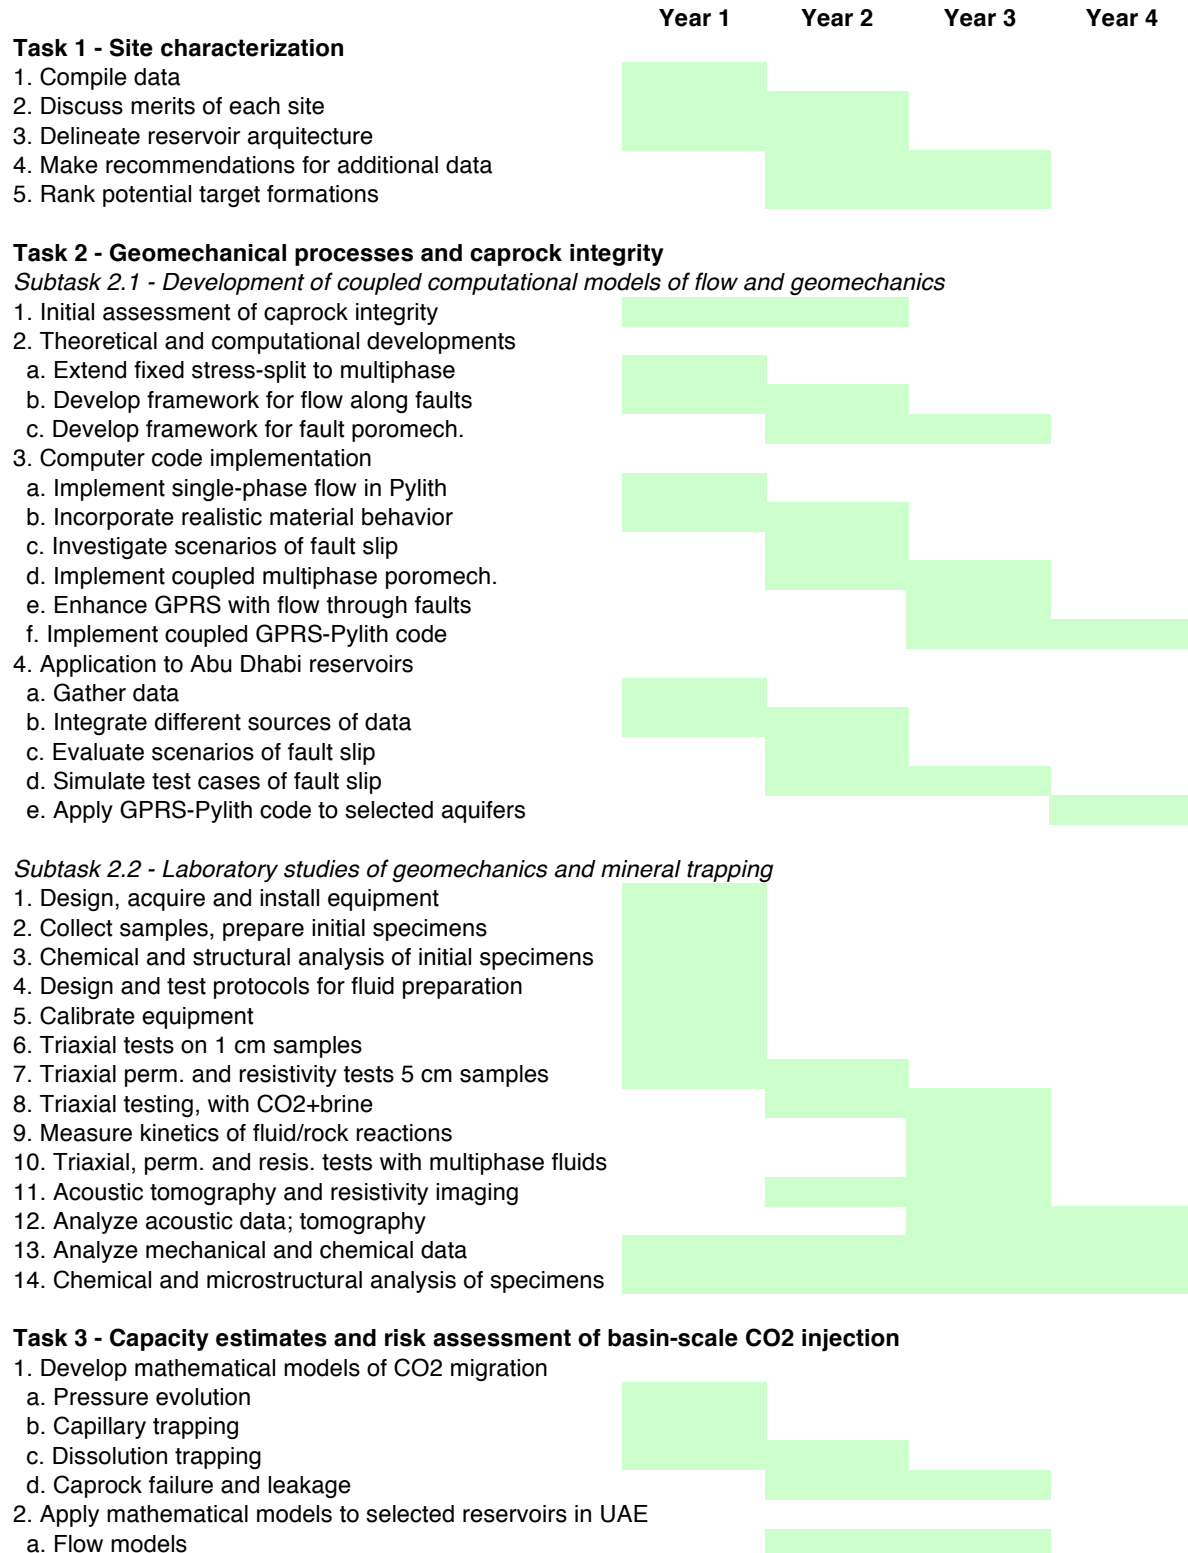 Year 1 Year 2 Year 3 Year 4
Task 1 - Site characterization
1. Compile data
2. Discuss merits of each site
3. Delineate reservoir arquitecture
4. Make recommendations for additional data
5. Rank potential target formations
Task 2 - Geomechanical processes and caprock integrity
Subtask 2.1 - Development of coupled computational models of flow and geomechanics
1. Initial assessment of caprock integrity
2. Theoretical and computational developments
a. Extend fixed stress-split to multiphase
b. Develop framework for flow along faults
c. Develop framework for fault poromech.
3. Computer code implementation
a. Implement single-phase flow in Pylith
b. Incorporate realistic material behavior
c. Investigate scenarios of fault slip
d. Implement coupled multiphase poromech.
e. Enhance GPRS with flow through faults
f. Implement coupled GPRS-Pylith code
4. Application to Abu Dhabi reservoirs
a. Gather data
b. Integrate different sources of data
c. Evaluate scenarios of fault slip
d. Simulate test cases of fault slip
e. Apply GPRS-Pylith code to selected aquifers
Subtask 2.2 - Laboratory studies of geomechanics and mineral trapping
1. Design, acquire and install equipment
2. Collect samples, prepare initial specimens
3. Chemical and structural analysis of initial specimens
4. Design and test protocols for fluid preparation
5. Calibrate equipment
6. Triaxial tests on 1 cm samples
7. Triaxial perm. and resistivity tests 5 cm samples
8. Triaxial testing, with CO2+brine
9. Measure kinetics of fluid/rock reactions
10. Triaxial, perm. and resis. tests with multiphase fluids
11. Acoustic tomography and resistivity imaging
12. Analyze acoustic data; tomography
13. Analyze mechanical and chemical data
14. Chemical and microstructural analysis of specimens
Task 3 - Capacity estimates and risk assessment of basin-scale CO2 injection
1. Develop mathematical models of CO2 migration
a. Pressure evolution
b. Capillary trapping
c. Dissolution trapping
d. Caprock failure and leakage
2. Apply mathematical models to selected reservoirs in UAE
a. Flow models